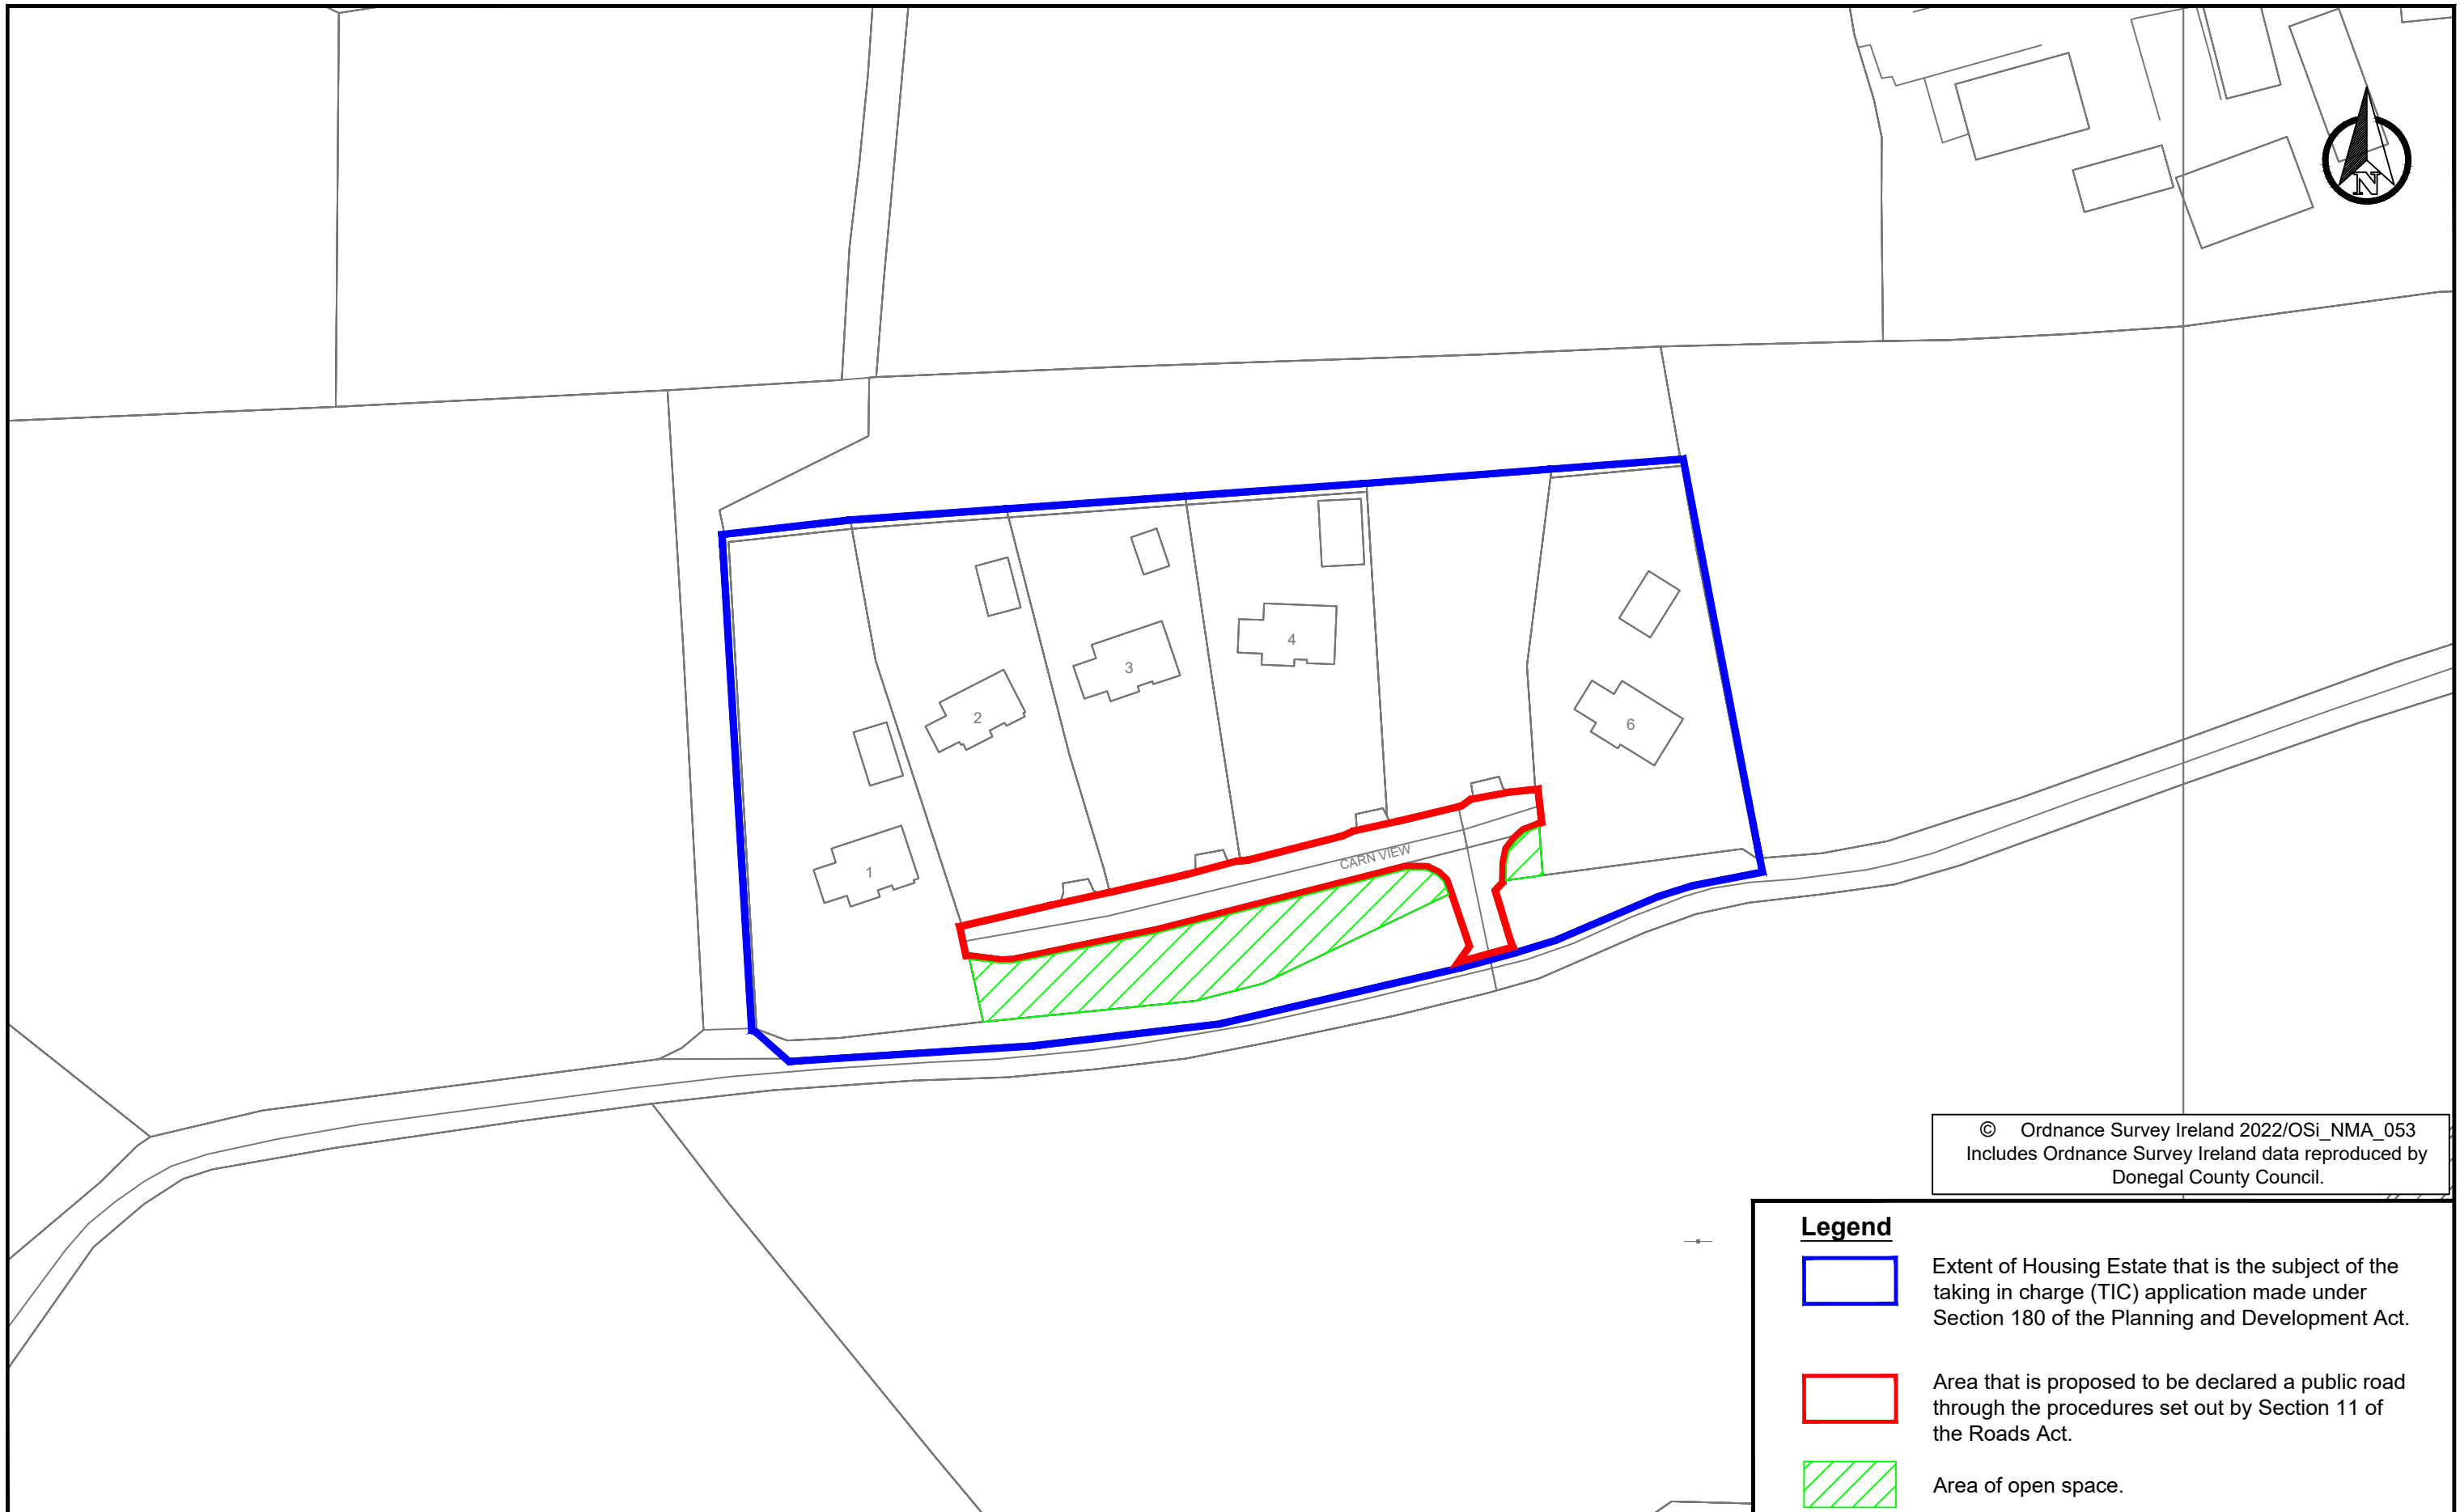 N
4
3
2
6
1
CARN VIEW
© Ordnance Survey Ireland 2022/OSi_NMA_053
Includes Ordnance Survey Ireland data reproduced by
Donegal County Council.
Legend
Extent of Housing Estate that is the subject of the
taking in charge (TIC) application made under
Section 180 of the Planning and Development Act.
Area that is proposed to be declared a public road
through the procedures set out by Section 11 of
the Roads Act.
Area of open space.